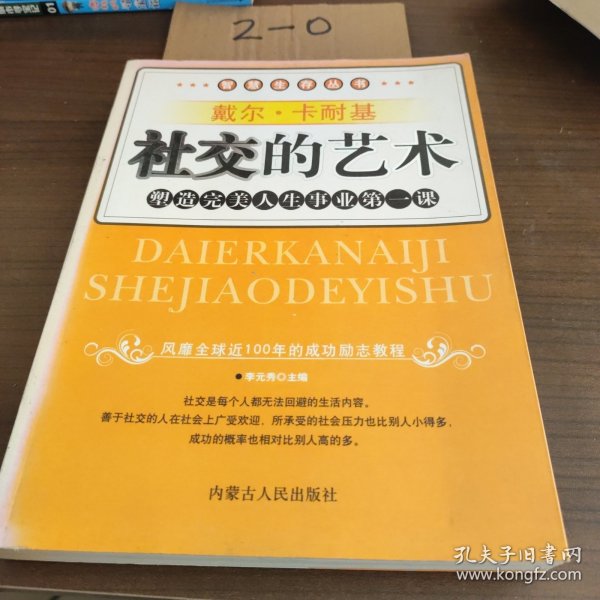 2-0
★★★智慧生存丛书★★★
戴尔·卡耐基
社交的艺术
塑造完美人生事业第一课
DAIERKANAIJI
SHEJIAODEYISHU
风靡全球近100年的成功励志教程
●李元秀◎主编
社交是每个人都无法回避的生活内容。
善于社交的人在社会上广受欢迎，所承受的社会压力也比别人小得多，
成功的概率也相对比别人高的多。
内蒙古人民出版社
孔夫子旧书网
www.kongfz.com